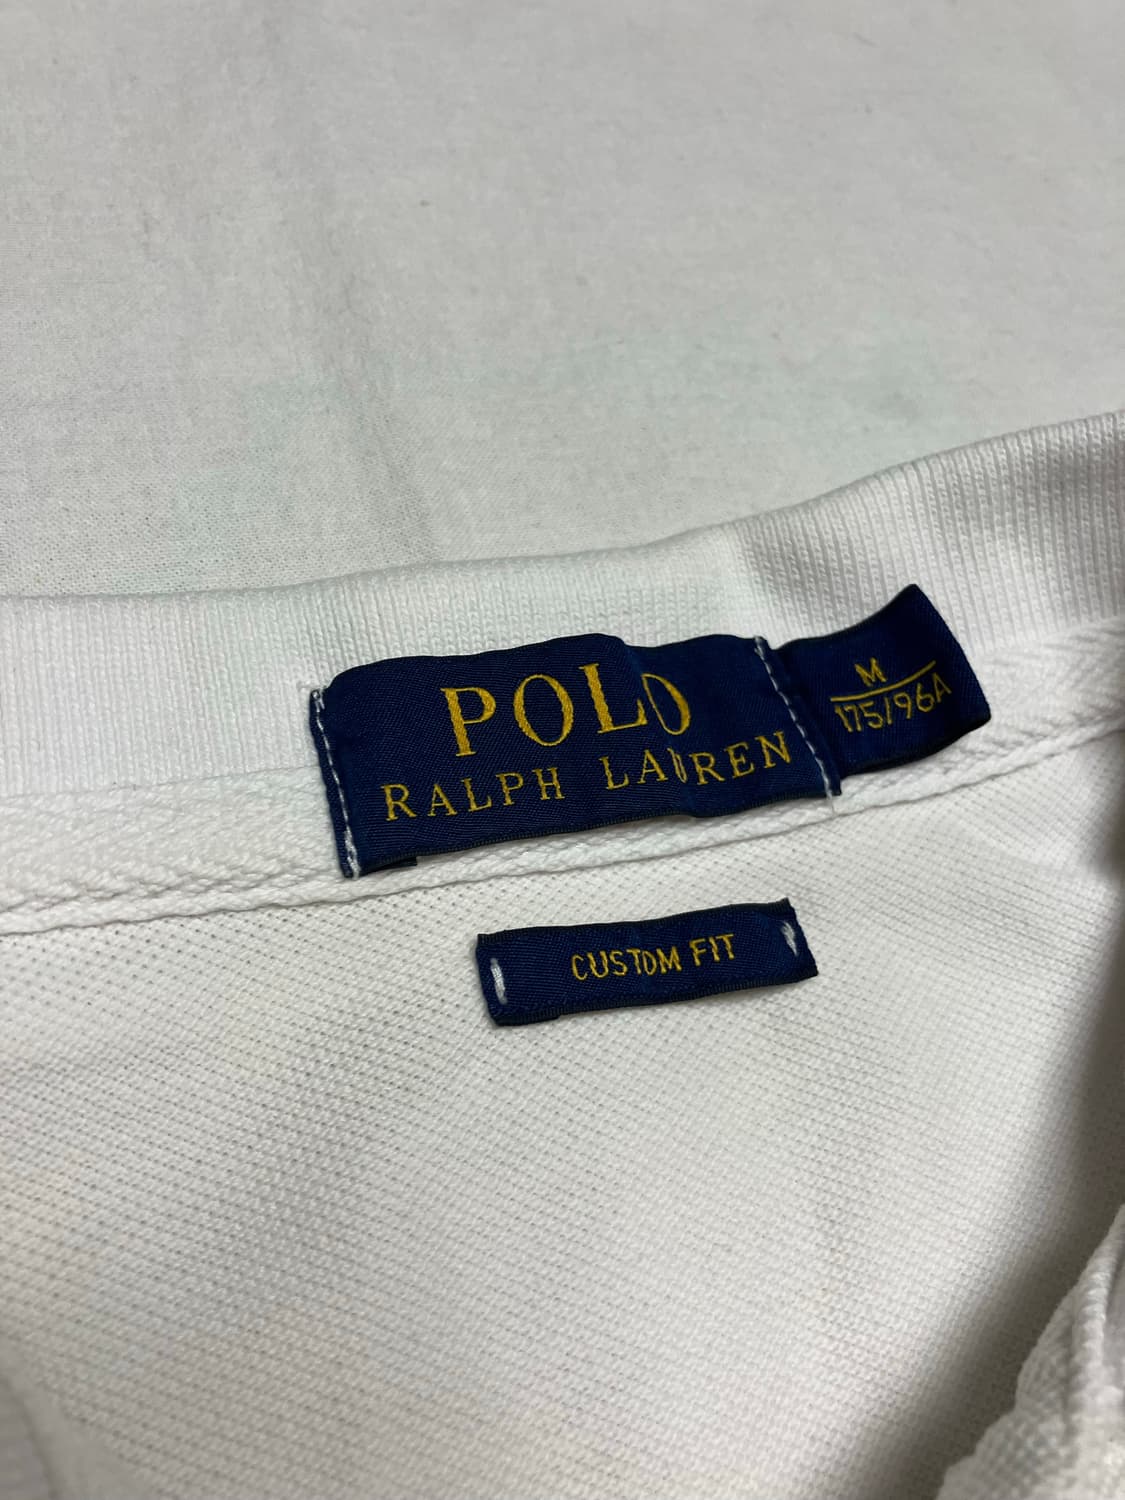 POLO
RALPH LAUREN
M
175/96A
CUSTOM FIT